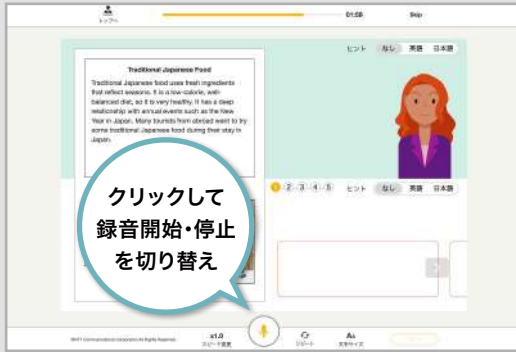 トップへ
01:58
Skip
ヒント なし 英語 日本語
Traditional Japanese Food
Traditional Japanese food uses fresh ingredients
that reflect seasons. It is a low-calorie, well-
balanced diet, so it is very healthy. It has a deep
relationship with annual events such as the New
Year in Japan. Many tourists from abroad want to try
some traditional Japanese food during their stay in
Japan.
クリックして
録音開始・停止
を切り替え
1 2 3 4 5
ヒント なし 英語 日本語
x1.0
スピード変更
リピート
Aa
文字サイズ